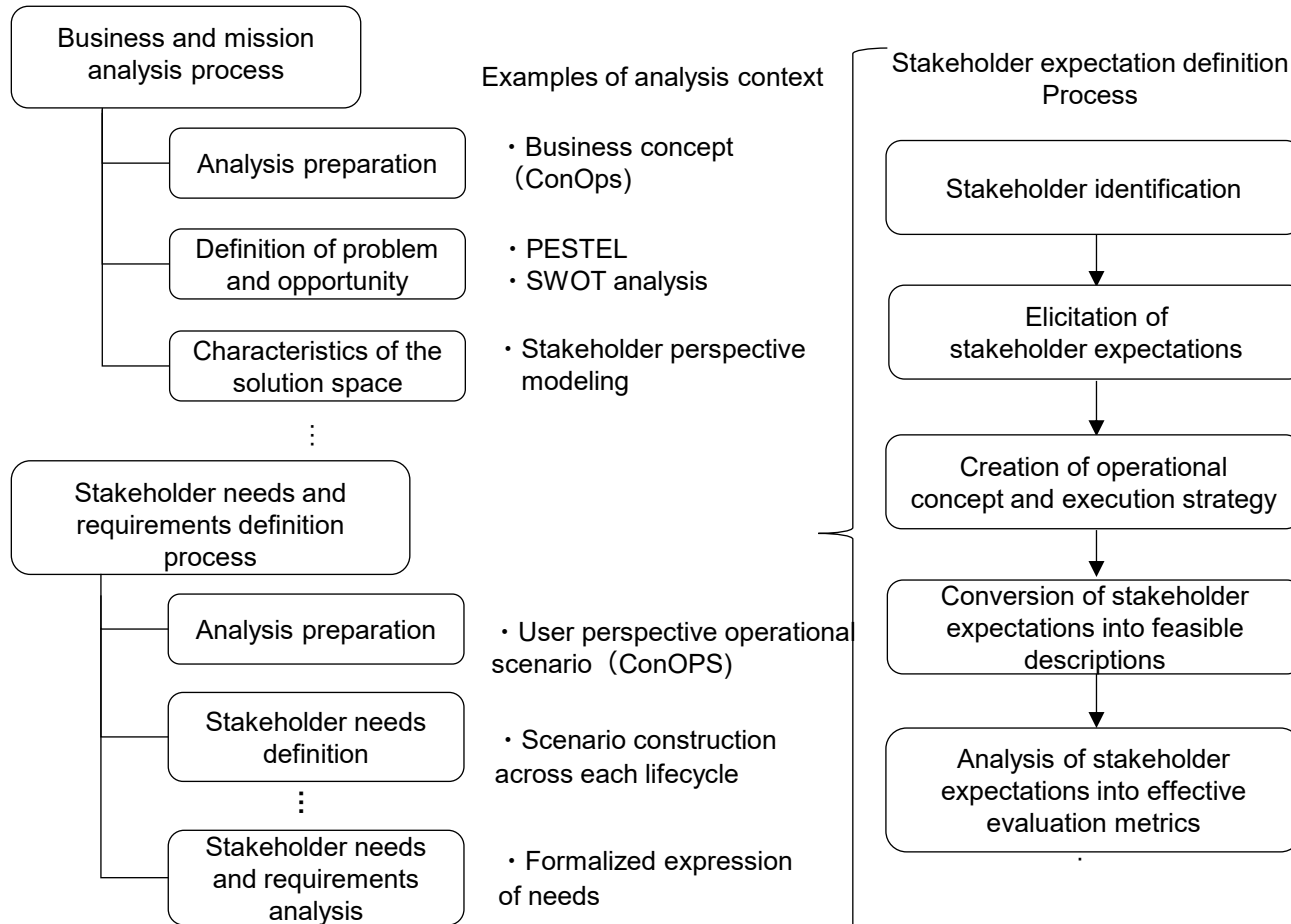 Business and mission
analysis process
Examples of analysis context
Analysis preparation
・Business concept
（ConOps)
Definition of problem
and opportunity
・PESTEL
・SWOT analysis
Characteristics of the
solution space
・Stakeholder perspective
modeling
⋮
Stakeholder needs and
requirements definition
process
Analysis preparation
・User perspective operational
scenario（ConOPS)
Stakeholder needs
definition
・Scenario construction
across each lifecycle
⋮
Stakeholder needs
and requirements
analysis
・Formalized expression
of needs
Stakeholder expectation definition
Process
Stakeholder identification
Elicitation of
stakeholder expectations
Creation of operational
concept and execution strategy
Conversion of stakeholder
expectations into feasible
descriptions
Analysis of stakeholder
expectations into effective
evaluation metrics
.